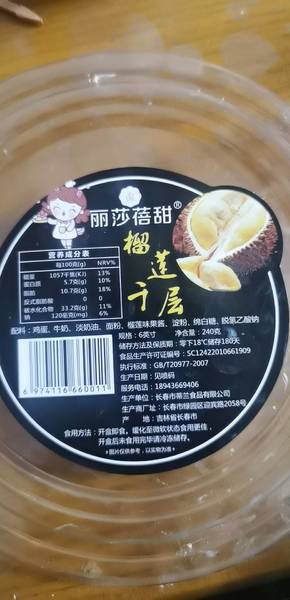 丽莎蓓甜®
榴莲千层
营养成分表
每100克(g) NRV%
能量 1057千焦(KJ) 13%
蛋白质 5.7克(g) 10%
脂肪 10.7克(g) 18%
反式脂肪酸 0
碳水化合物 33.2克(g) 11%
钠 120毫克(mg) 6%
配料：鸡蛋、牛奶、淡奶油、面粉、榴莲味果酱、淀粉、绵白糖、脱氢乙酸钠
规格：6英寸 净含量：240克
储存方法及保质期：零下18℃储存180天
食品生产许可证编号：SC12422010661909
执行标准：GB/T20977-2007
生产日期：见喷码
服务电话：18943669406
生产单位：长春市蒂兰食品有限公司
生产商厂址：长春市绿园区迎宾路2058号
产 地：吉林省长春市
6 974116 660011
食用方法：开盒即食，缓化至微软状态食用更佳，
开盒后未食用完毕请冷冻储存。
*图片仅供参考，以实物为准*